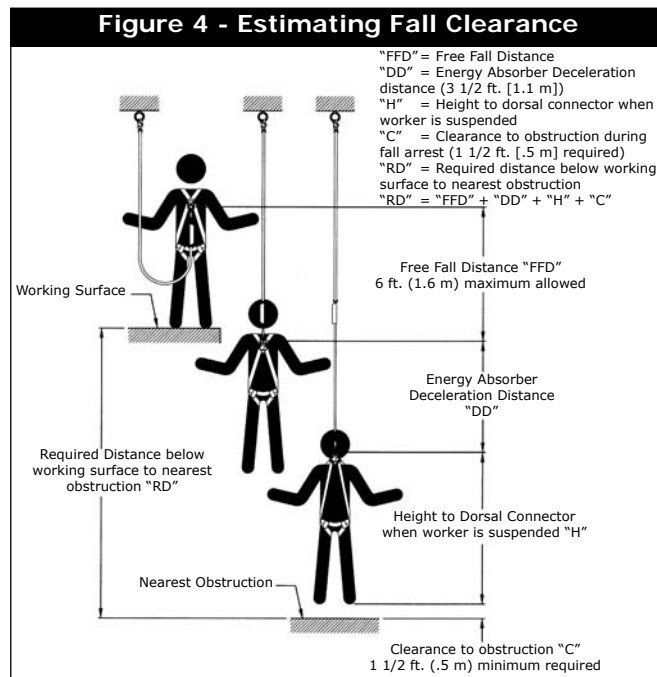 Figure 4 - Estimating Fall Clearance
“FFD” = Free Fall Distance
“DD” = Energy Absorber Deceleration
distance (3 1/2 ft. [1.1 m])
“H” = Height to dorsal connector when
worker is suspended
“C” = Clearance to obstruction during
fall arrest (1 1/2 ft. [.5 m] required)
“RD” = Required distance below working
surface to nearest obstruction
“RD” = “FFD” + “DD” + “H” + “C”
Free Fall Distance “FFD”
6 ft. (1.6 m) maximum allowed
Working Surface
Energy Absorber
Deceleration Distance
“DD”
Required Distance below
working surface to nearest
obstruction “RD”
Height to Dorsal Connector
when worker is suspended “H”
Nearest Obstruction
Clearance to obstruction “C”
1 1/2 ft. (.5 m) minimum required